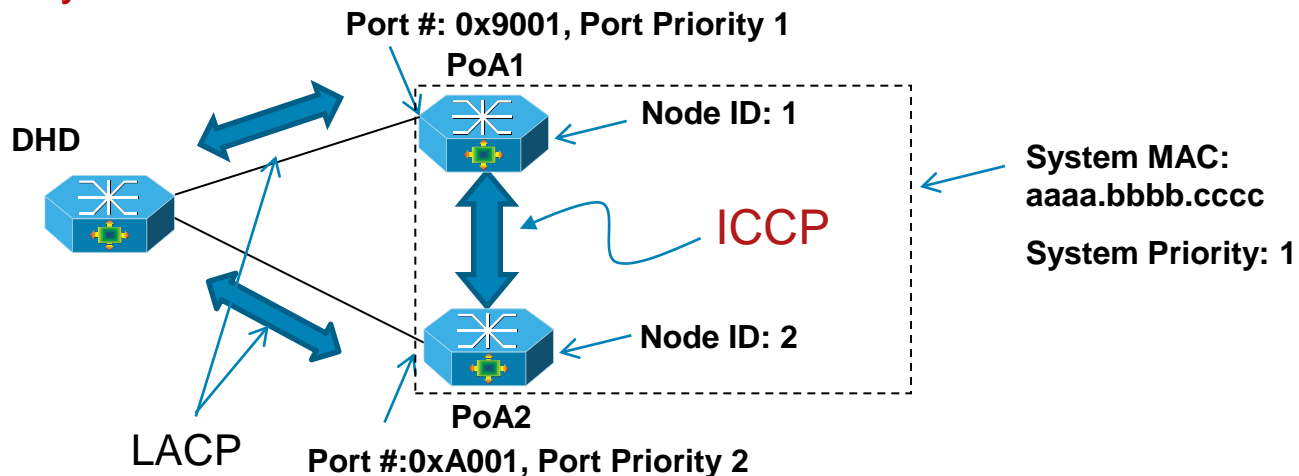 Port #: 0x9001, Port Priority 1
PoA1
Node ID: 1
DHD
System MAC:
aaaa.bbbb.cccc
ICCP
System Priority: 1
Node ID: 2
PoA2
LACP
Port #:0xA001, Port Priority 2